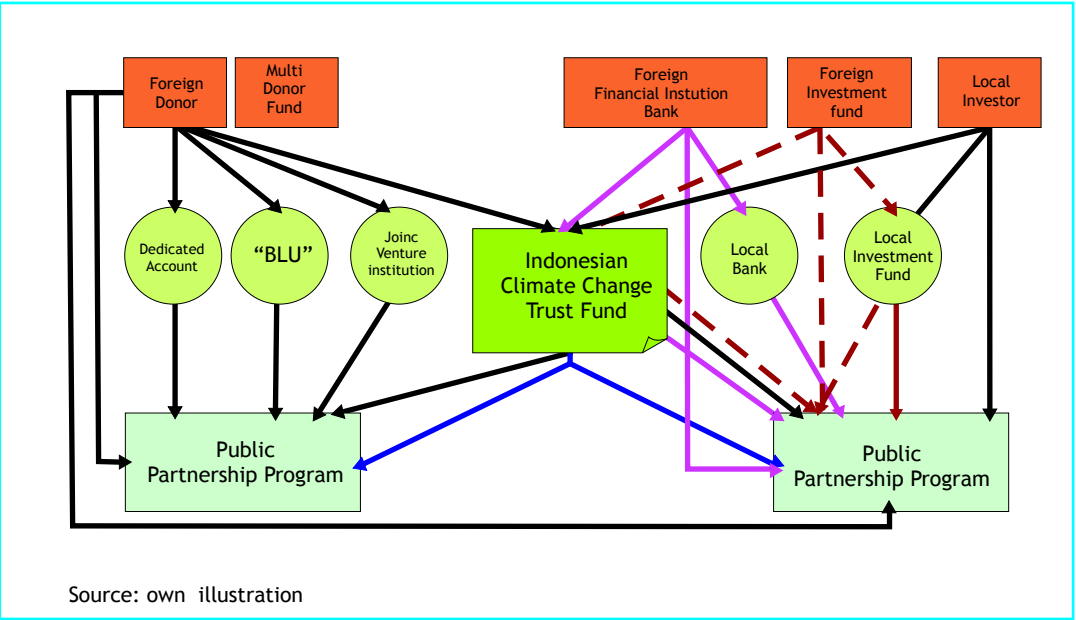 Foreign
Donor
Multi
Donor
Fund
Foreign
Financial Instution
Bank
Foreign
Investment
fund
Local
Investor
Dedicated
Account
“BLU”
Joinc
Venture
institution
Indonesian
Climate Change
Trust Fund
Local
Bank
Local
Investment
Fund
Public
Partnership Program
Public
Partnership Program
Source: own illustration